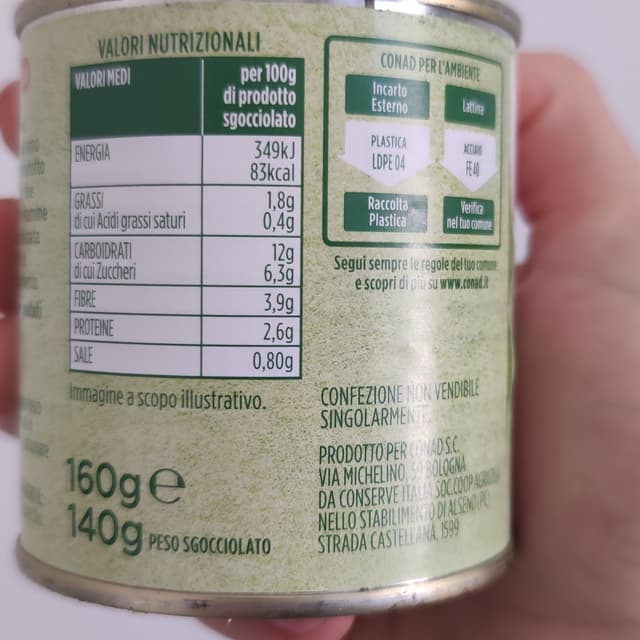 VALORI NUTRIZIONALI
VALORI MEDI per 100g
di prodotto
sgocciolato
ENERGIA 349kJ
83kcal
GRASSI 1,8g
di cui Acidi grassi saturi 0,4g
CARBOIDRATI 12g
di cui Zuccheri 6,3g
FIBRE 3,9g
PROTEINE 2,6g
SALE 0,80g
Immagine a scopo illustrativo.
160g e
140g PESO SGOCCIOLATO
CONAD PER L'AMBIENTE
Incarto
Esterno
Lattina
PLASTICA
LDPE 04
ACCIAIO
FE 40
Raccolta
Plastica
Verifica
nel tuo comune
Segui sempre le regole del tuo comune
e scopri di più su www.conad.it
CONFEZIONE NON VENDIBILE
SINGOLARMENTE.
PRODOTTO PER CONAD S.C.
VIA MICHELINO, 59 BOLOGNA
DA CONSERVE ITALIA SOC.COOP AGRICOLA
NELLO STABILIMENTO DI ALSENO (PC)
STRADA CASTELLANA, 1599